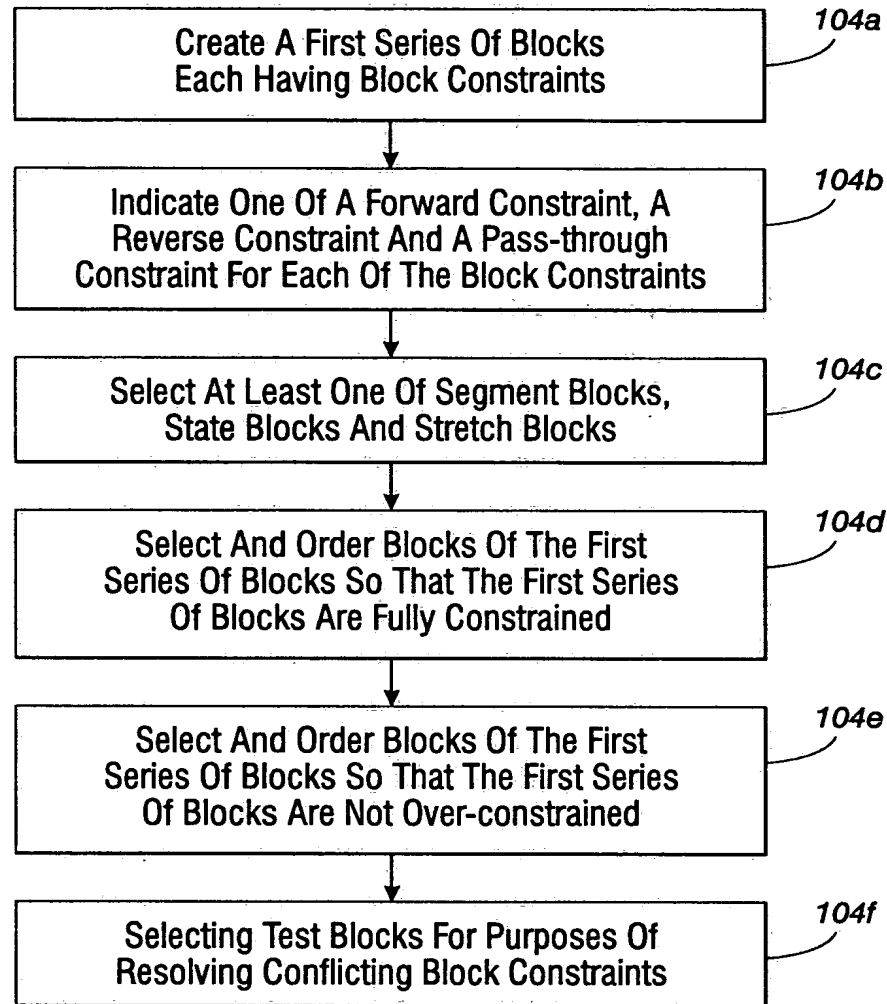 Create A First Series Of Blocks
Each Having Block Constraints
104a
Indicate One Of A Forward Constraint, A
Reverse Constraint And A Pass-through
Constraint For Each Of The Block Constraints
104b
Select At Least One Of Segment Blocks,
State Blocks And Stretch Blocks
104c
Select And Order Blocks Of The First
Series Of Blocks So That The First Series
Of Blocks Are Fully Constrained
104d
Select And Order Blocks Of The First
Series Of Blocks So That The First Series
Of Blocks Are Not Over-constrained
104e
Selecting Test Blocks For Purposes Of
Resolving Conflicting Block Constraints
104f